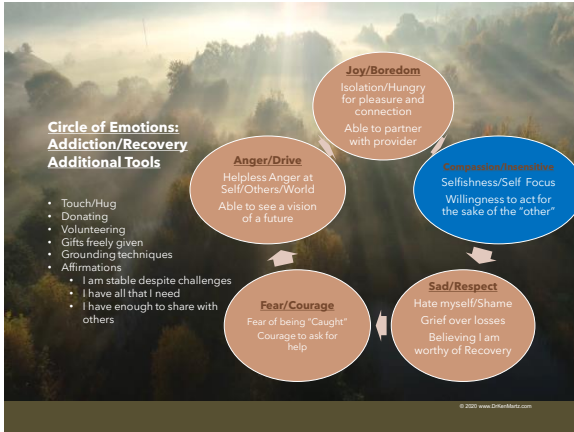 Circle of Emotions:
Addiction/Recovery
Additional Tools
• Touch/Hug
• Donating
• Volunteering
• Gifts freely given
• Grounding techniques
• Affirmations
• I am stable despite challenges
• I have all that I need
• I have enough to share with
others
Joy/Boredom
Isolation/Hungry
for pleasure and
connection
Able to partner
with provider
Selfishness/Self Focus
Willingness to act for
the sake of the "other"
Sad/Respect
Hate myself/Shame
Grief over losses
Believing I am
worthy of Recovery
Fear/Courage
Fear of being "Caught"
Courage to ask for
help
Anger/Drive
Helpless Anger at
Self/Others/World
Able to see a vision
of a future
© 2020 www.DrKenMartz.com